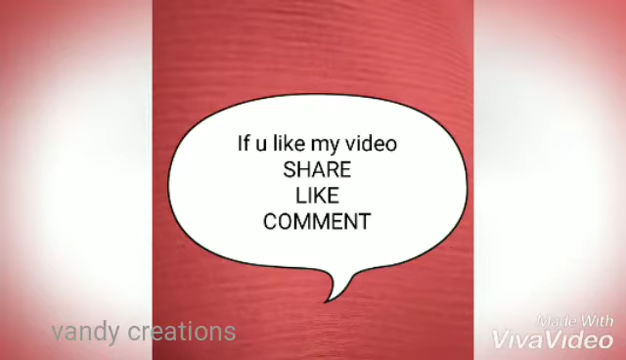 If u like my video
SHARE
LIKE
COMMENT
vandy creations
Made With
VivaVideo